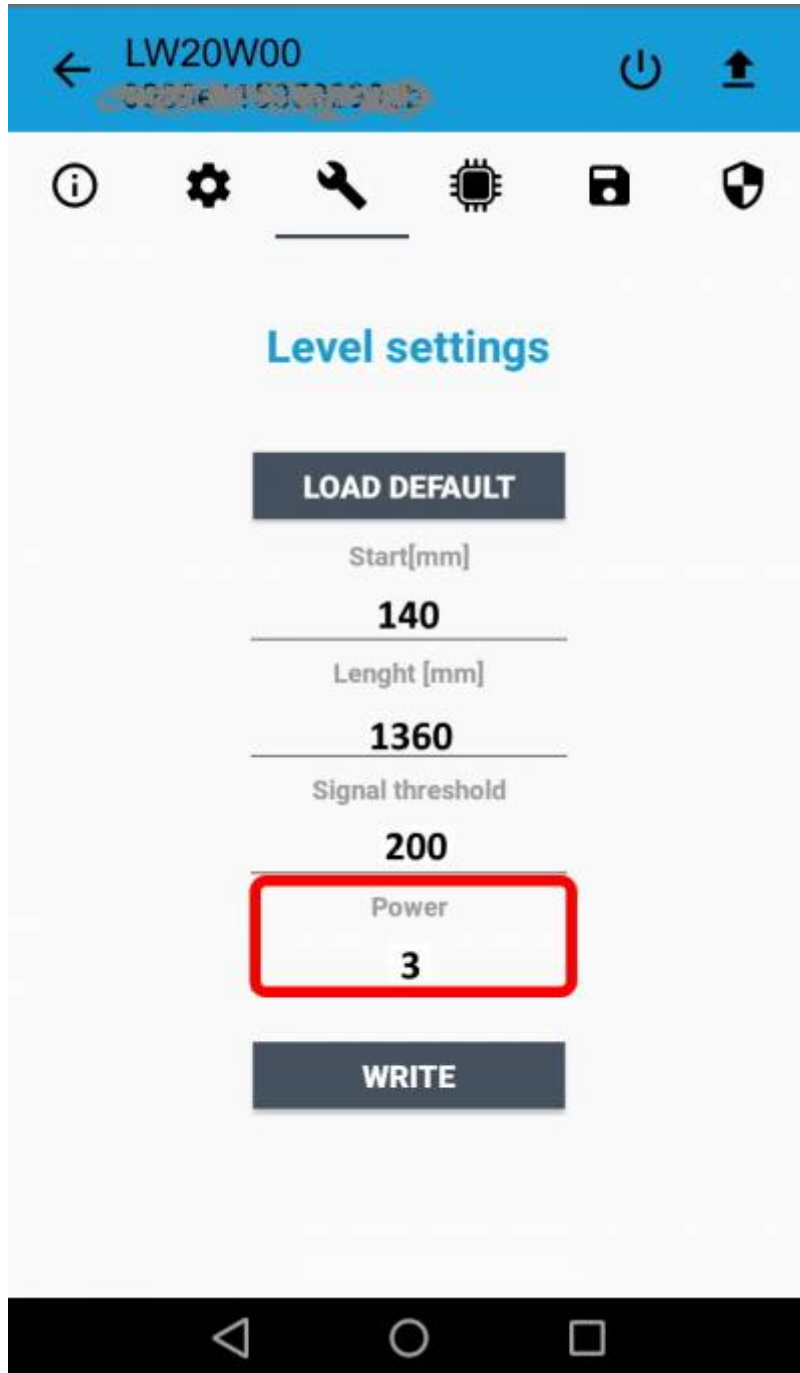 LW20W00
Level settings
LOAD DEFAULT
Start[mm]
140
Lenght [mm]
1360
Signal threshold
200
Power
3
WRITE